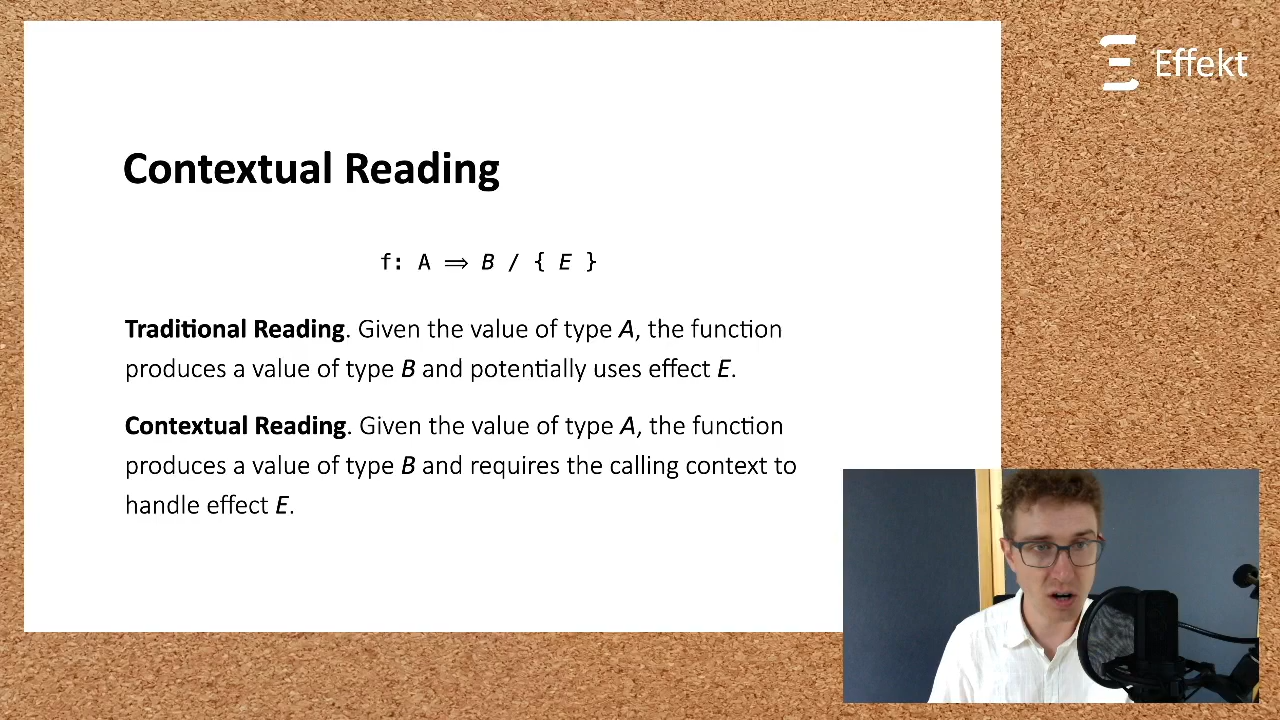 Effekt
Contextual Reading
f: A ⟹ B / { E }
Traditional Reading. Given the value of type A, the function
produces a value of type B and potentially uses effect E.
Contextual Reading. Given the value of type A, the function
produces a value of type B and requires the calling context to
handle effect E.